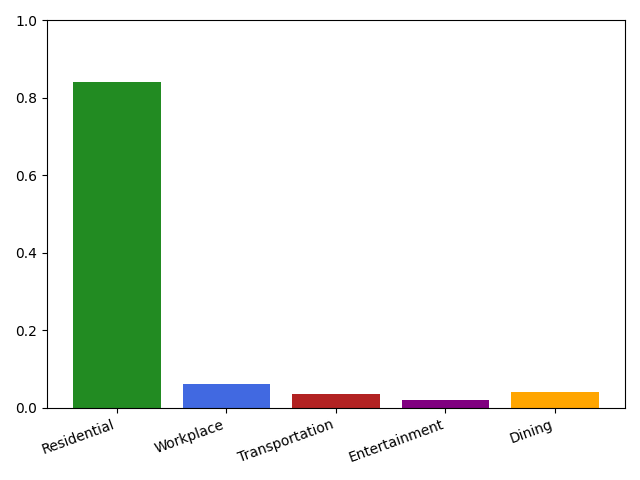 1.0
0.8
0.6
0.4
0.2
0.0
Residential
Workplace
Transportation
Entertainment
Dining